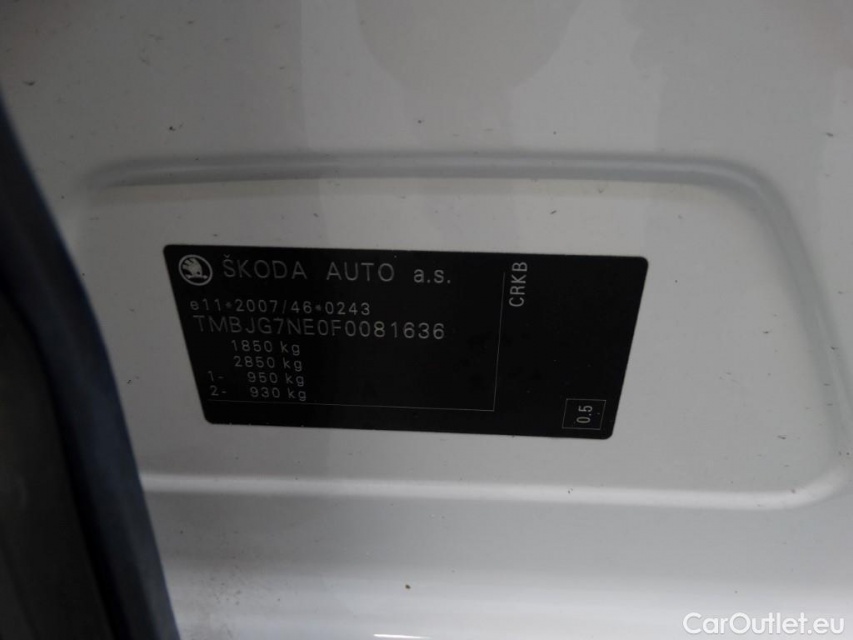 ŠKODA AUTO a.s.
e11*2007/46*0243
TMBJG7NE0F0081636
1850 kg
2850 kg
1- 950 kg
2- 930 kg
CRKB
0.5
CarOutlet.eu